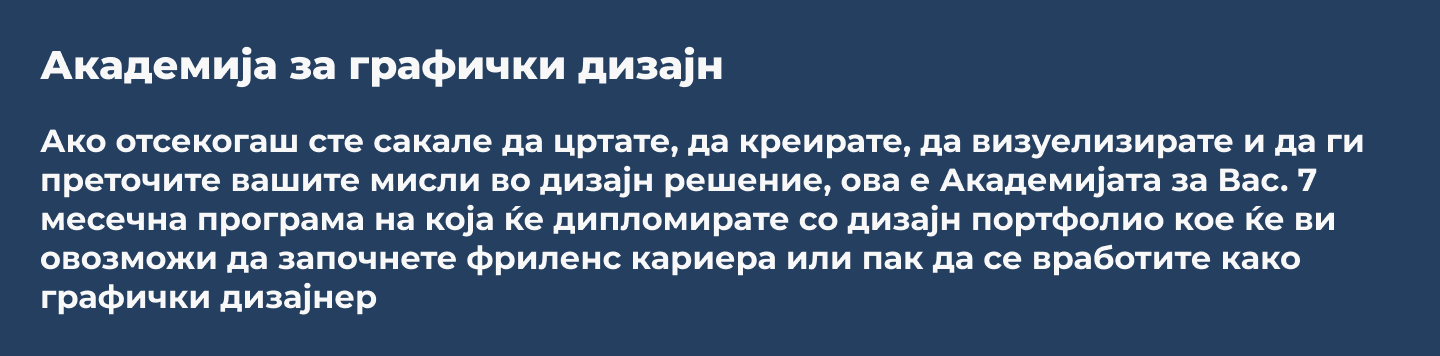 Академија за графички дизајн
Ако отсекогаш сте сакале да цртате, да креирате, да визуелизирате и да ги
преточите вашите мисли во дизајн решение, ова е Академијата за Вас. 7
месечна програма на која ќе дипломирате со дизајн портфолио кое ќе ви
овозможи да започнете фриленс кариера или пак да се вработите како
графички дизајнер